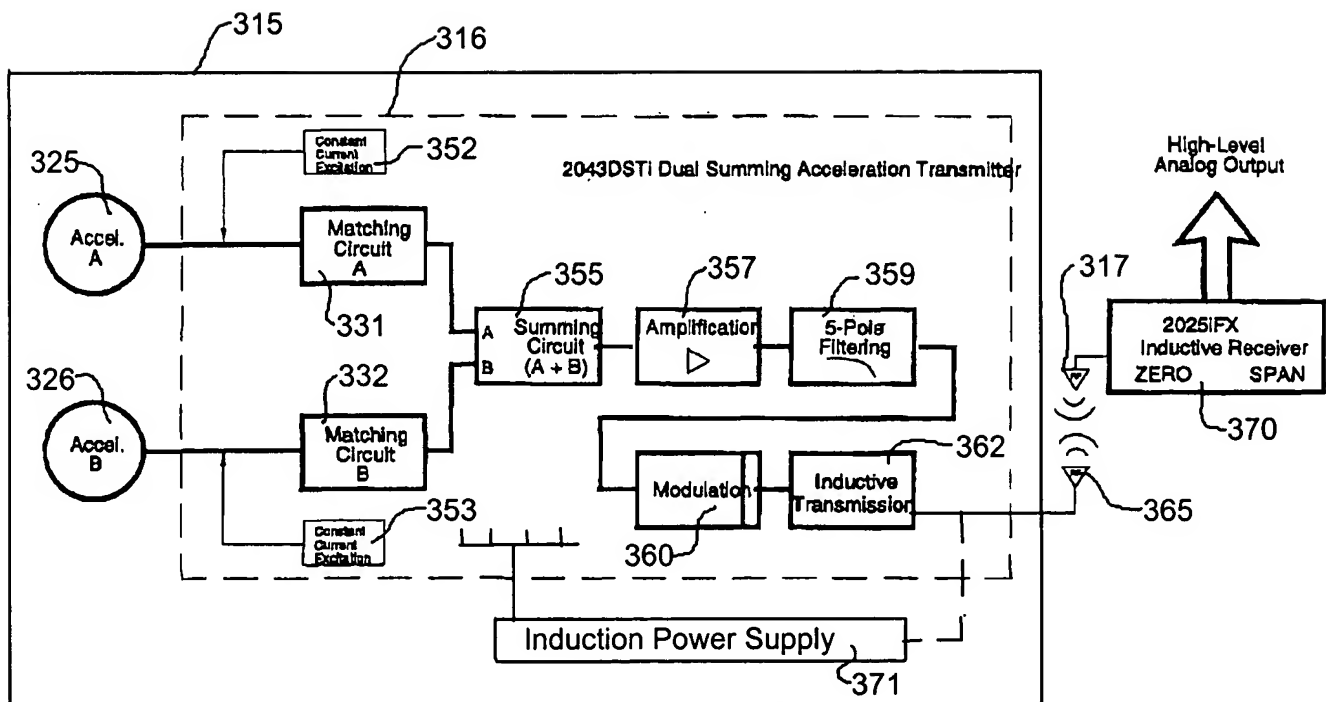 315
316
325
Constant
Current
Excitation
352
2043DSTi Dual Summing Acceleration Transmitter
High-Level
Analog Output
Accel.
A
Matching
Circuit
A
331
355
357
359
317
A
B
Summing
Circuit
(A + B)
Amplification
5-Pole
Filtering
2025iFX
Inductive Receiver
ZERO SPAN
370
326
332
Accel.
B
Matching
Circuit
B
362
Modulation
Inductive
Transmission
365
353
Constant
Current
Excitation
360
Induction Power Supply
371